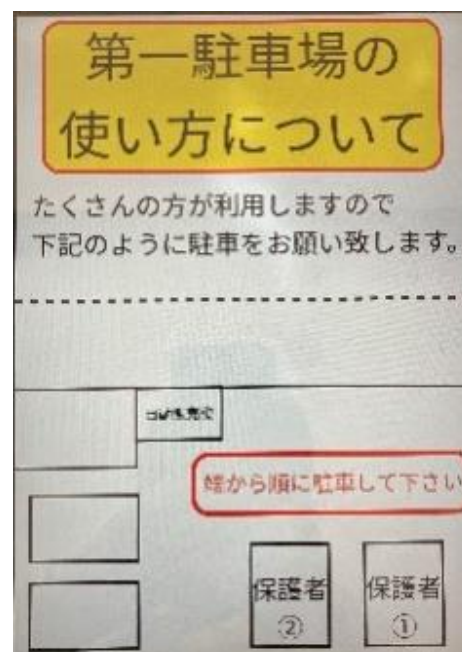 第一駐車場の
使い方について
たくさんの方が利用しますので
下記のように駐車をお願い致します。
端から順に駐車して下さい
保護者
②
保護者
①